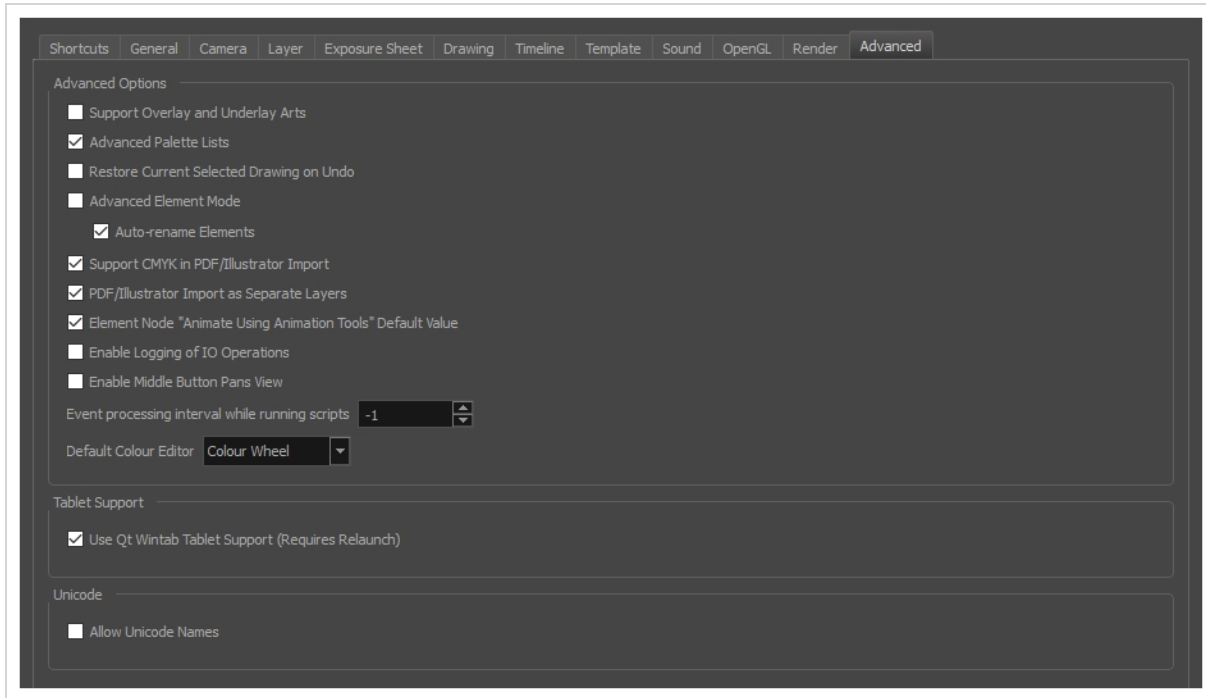 Shortcuts General Camera Layer Exposure Sheet Drawing Timeline Template Sound OpenGL Render Advanced
Advanced Options
Support Overlay and Underlay Arts
Advanced Palette Lists
Restore Current Selected Drawing on Undo
Advanced Element Mode
Auto-rename Elements
Support CMYK in PDF/Illustrator Import
PDF/Illustrator Import as Separate Layers
Element Node "Animate Using Animation Tools" Default Value
Enable Logging of IO Operations
Enable Middle Button Pans View
Event processing interval while running scripts -1
Default Colour Editor Colour Wheel
Tablet Support
Use Qt Wintab Tablet Support (Requires Relaunch)
Unicode
Allow Unicode Names